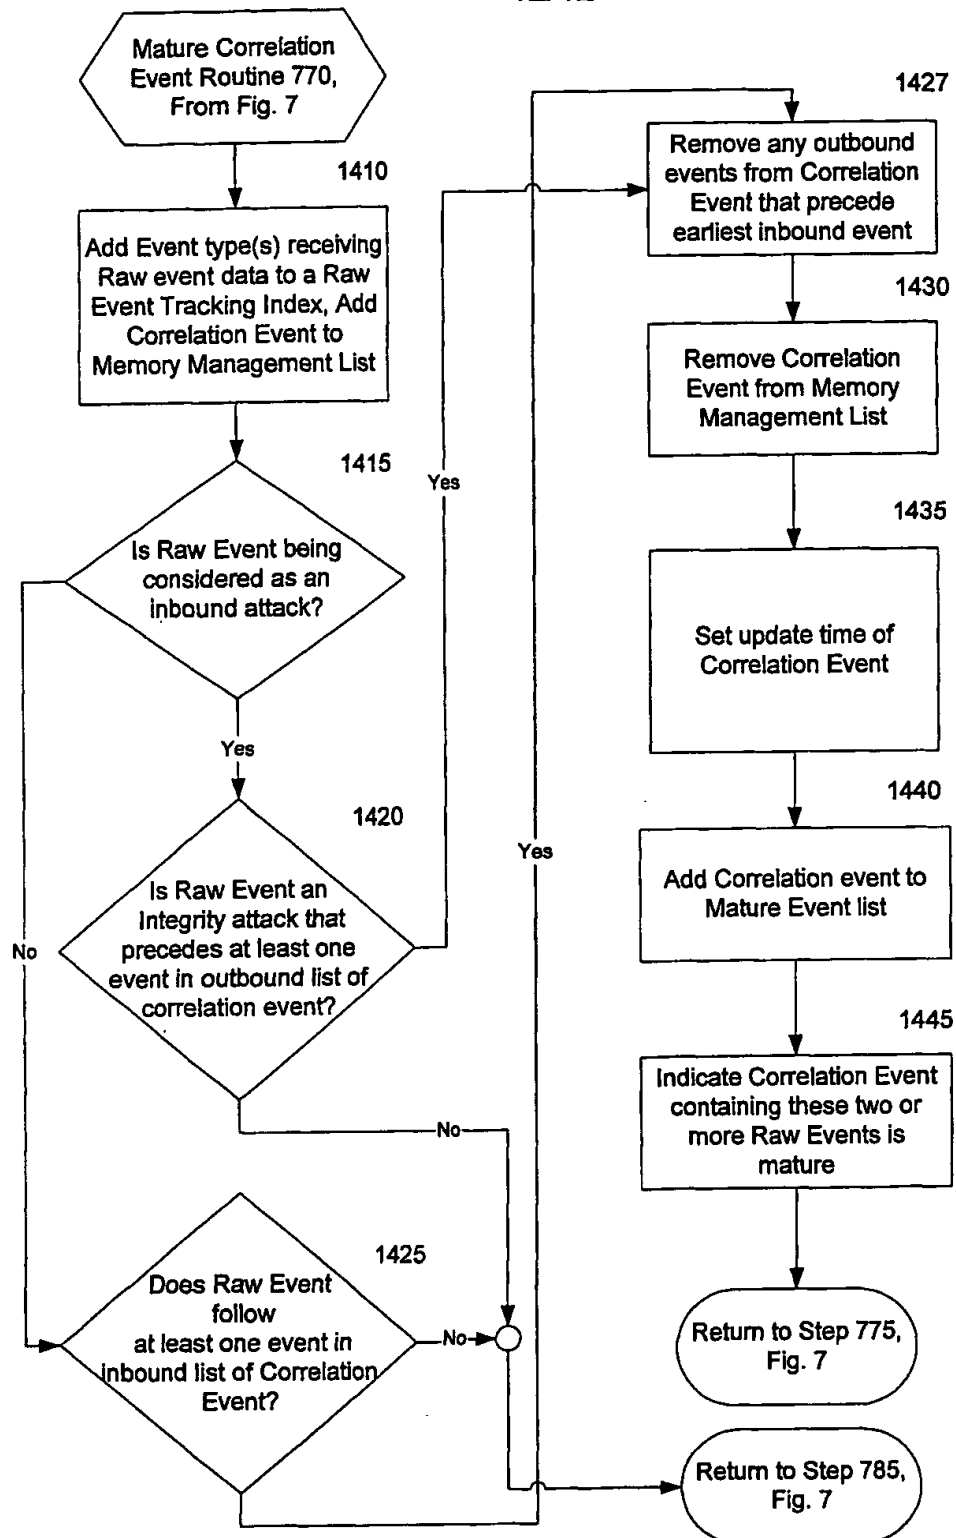 Mature Correlation
Event Routine 770,
From Fig. 7
1410
Add Event type(s) receiving
Raw event data to a Raw
Event Tracking Index, Add
Correlation Event to
Memory Management List
1415
Is Raw Event being
considered as an
inbound attack?
Yes
No
1420
Is Raw Event an
Integrity attack that
precedes at least one
event in outbound list of
correlation event?
Yes
No
1425
Does Raw Event
follow
at least one event in
inbound list of Correlation
Event?
No
Yes
1427
Remove any outbound
events from Correlation
Event that precede
earliest inbound event
1430
Remove Correlation
Event from Memory
Management List
1435
Set update time of
Correlation Event
1440
Add Correlation event to
Mature Event list
1445
Indicate Correlation Event
containing these two or
more Raw Events is
mature
Return to Step 775,
Fig. 7
Return to Step 785,
Fig. 7